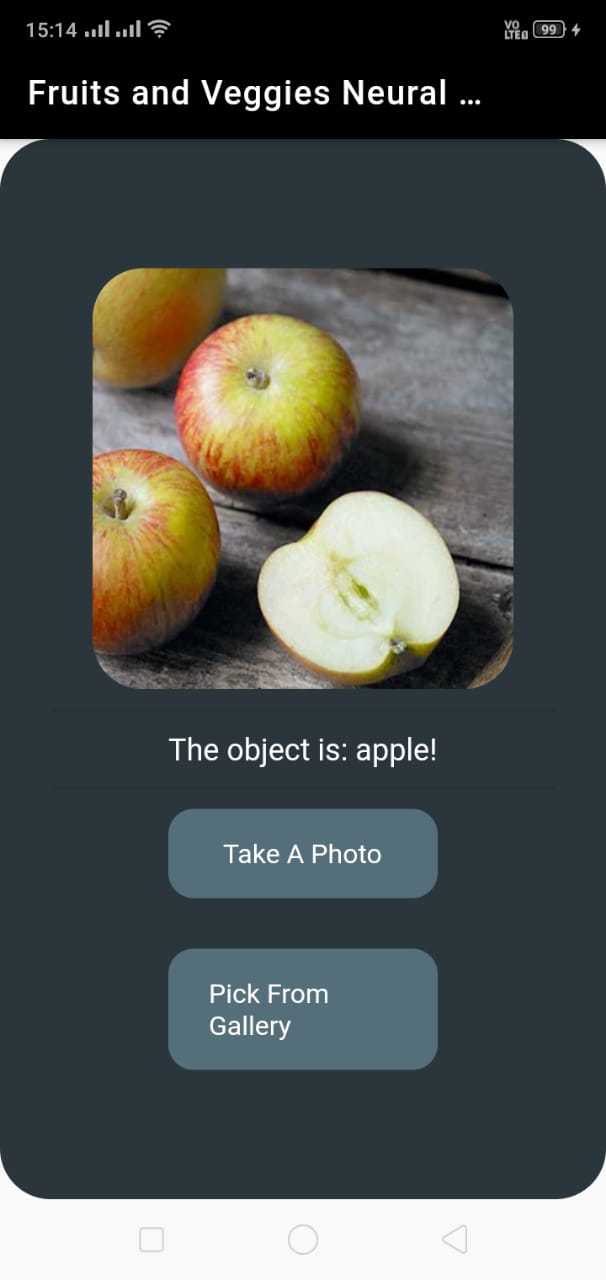 15:14
VO
LTE
99
Fruits and Veggies Neural ...
The object is: apple!
Take A Photo
Pick From
Gallery